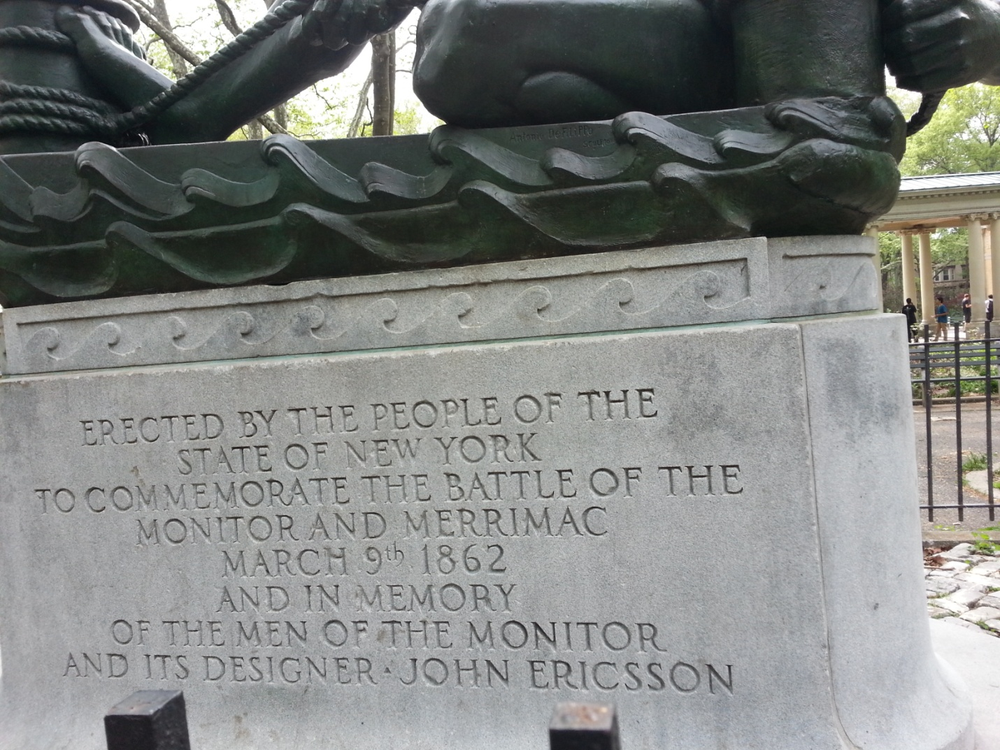 Antonio De Filippo
SCULPTOR
ERECTED BY THE PEOPLE OF THE
STATE OF NEW YORK
TO COMMEMORATE THE BATTLE OF THE
MONITOR AND MERRIMAC
MARCH 9th 1862
AND IN MEMORY
OF THE MEN OF THE MONITOR
AND ITS DESIGNER · JOHN ERICSSON